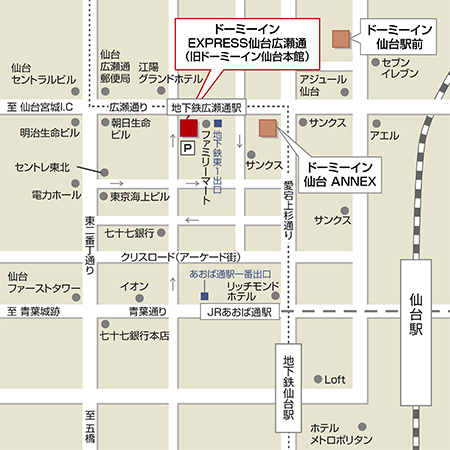 ドーミーイン
EXPRESS仙台広瀬通
（旧ドーミーイン仙台本館）
ドーミーイン
仙台駅前
仙台
セントラルビル
仙台
広瀬通
郵便局
江陽
グランドホテル
アジュール
仙台
セブン
イレブン
至 仙台宮城I.C
広瀬通り
地下鉄広瀬通駅
明治生命ビル
朝日生命
ビル
P
ファミリーマート
地下鉄東1出口
サンクス
サンクス
アエル
ドーミーイン
仙台 ANNEX
セントレ東北
電力ホール
東京海上ビル
愛宕上杉通り
サンクス
東二番丁通り
七十七銀行
クリスロード（アーケード街）
仙台
ファーストタワー
イオン
あおば通駅一番出口
リッチモンド
ホテル
仙台駅
至 青葉城跡
青葉通り
JRあおば通駅
七十七銀行本店
地下鉄仙台駅
Loft
至 五橋
ホテル
メトロポリタン